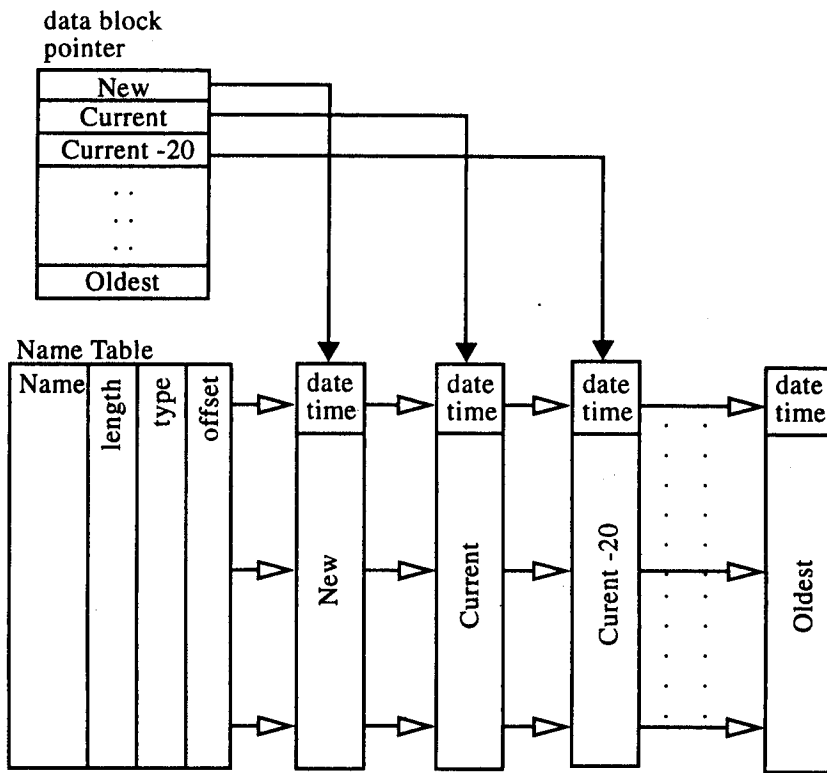 data block
pointer
New
Current
Current -20
. .
. .
. .
Oldest
Name Table
Name
length
type
offset
date
time
date
time
date
time
date
time
New
Current
Curent -20
Oldest